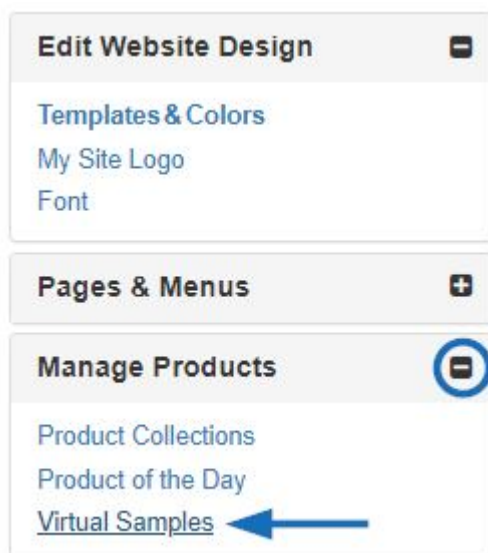 Edit Website Design
Templates & Colors
My Site Logo
Font
Pages & Menus
Manage Products
Product Collections
Product of the Day
Virtual Samples